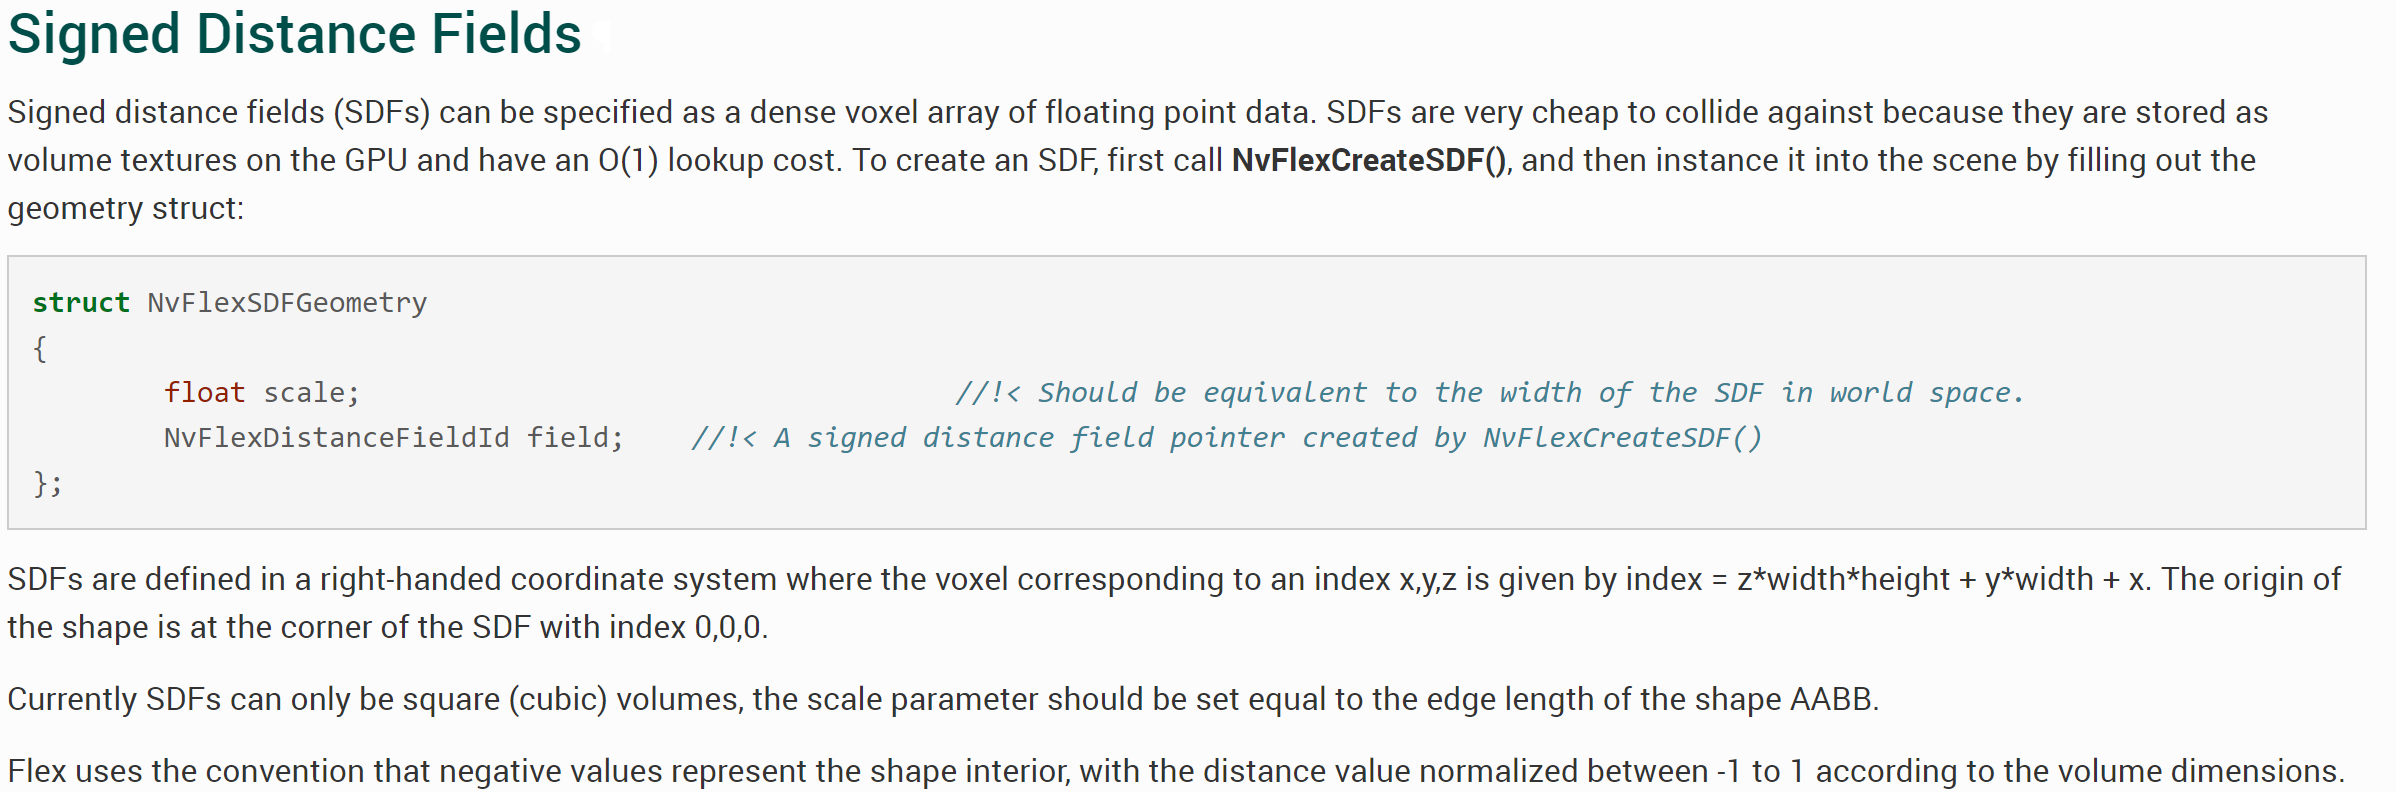 Signed Distance Fields
Signed distance fields (SDFs) can be specified as a dense voxel array of floating point data. SDFs are very cheap to collide against because they are stored as
volume textures on the GPU and have an O(1) lookup cost. To create an SDF, first call NvFlexCreateSDF(), and then instance it into the scene by filling out the
geometry struct:
struct NvFlexSDFGeometry
{
float scale; //!< Should be equivalent to the width of the SDF in world space.
NvFlexDistanceFieldId field; //!< A signed distance field pointer created by NvFlexCreateSDF()
};
SDFs are defined in a right-handed coordinate system where the voxel corresponding to an index x,y,z is given by index = z*width*height + y*width + x. The origin of
the shape is at the corner of the SDF with index 0,0,0.
Currently SDFs can only be square (cubic) volumes, the scale parameter should be set equal to the edge length of the shape AABB.
Flex uses the convention that negative values represent the shape interior, with the distance value normalized between -1 to 1 according to the volume dimensions.